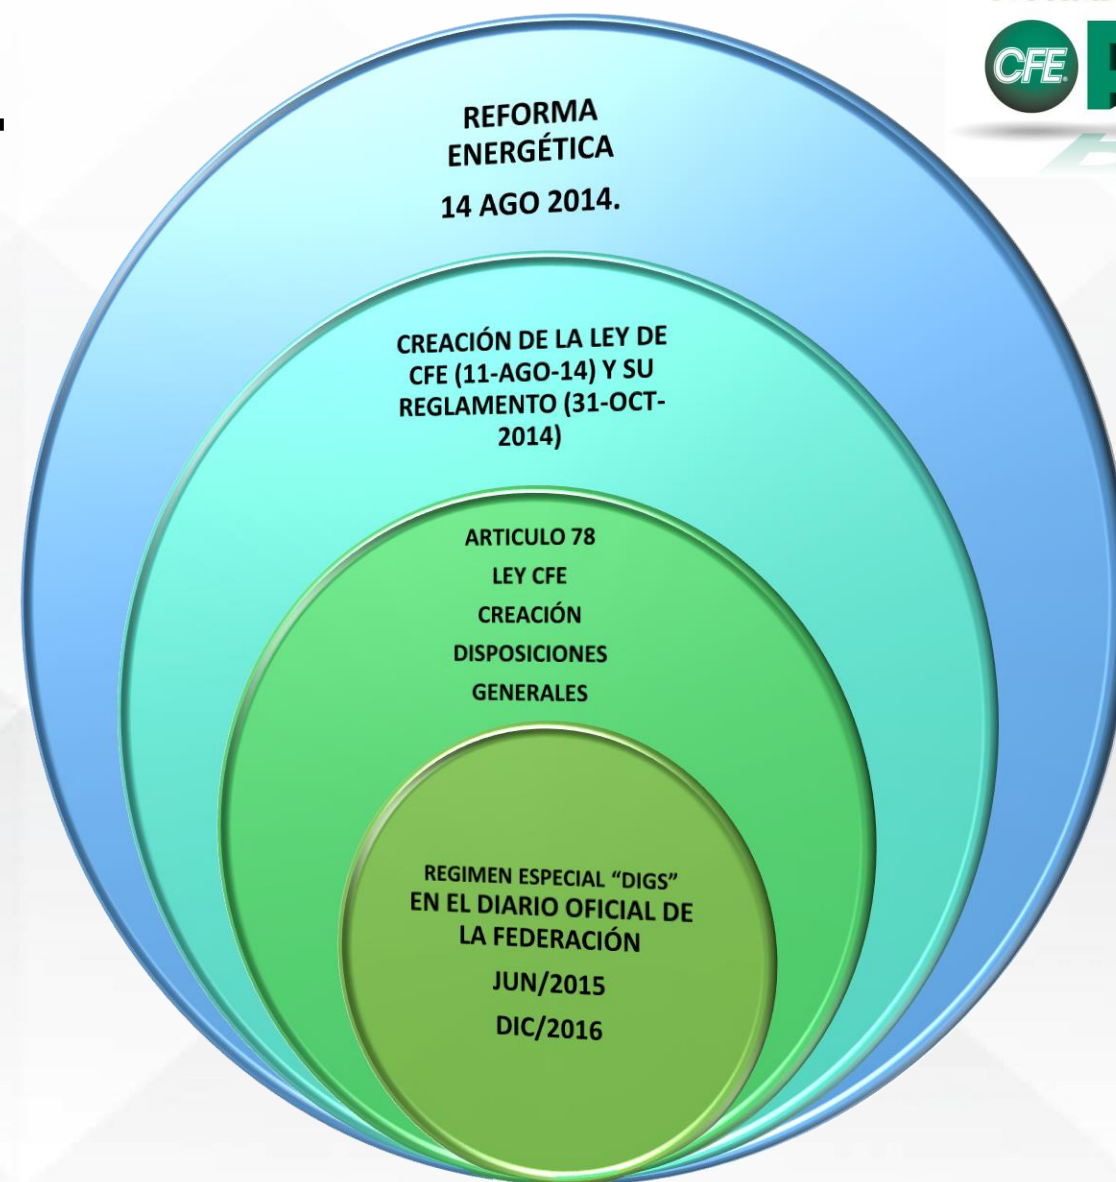 CFE
REFORMA
ENERGÉTICA
14 AGO 2014.
CREACIÓN DE LA LEY DE
CFE (11-AGO-14) Y SU
REGLAMENTO (31-OCT-
2014)
ARTICULO 78
LEY CFE
CREACIÓN
DISPOSICIONES
GENERALES
REGIMEN ESPECIAL “DIGS”
EN EL DIARIO OFICIAL DE
LA FEDERACIÓN
JUN/2015
DIC/2016